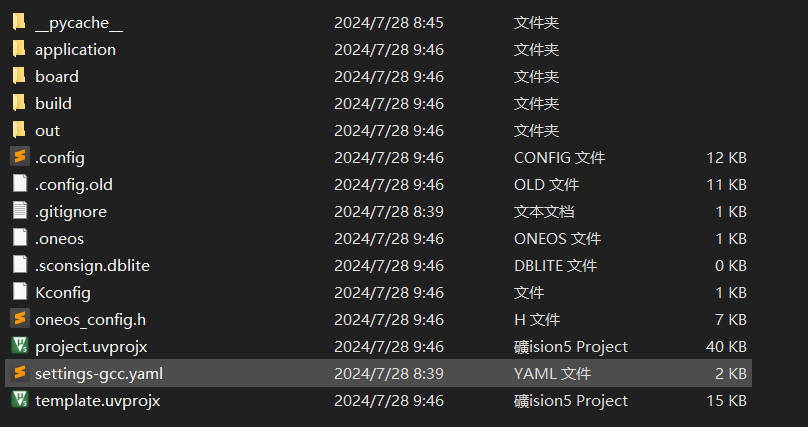 __pycache__ 2024/7/28 8:45 文件夹
application 2024/7/28 9:46 文件夹
board 2024/7/28 9:46 文件夹
build 2024/7/28 9:46 文件夹
out 2024/7/28 9:46 文件夹
.config 2024/7/28 9:46 CONFIG 文件 12 KB
.config.old 2024/7/28 9:46 OLD 文件 11 KB
.gitignore 2024/7/28 8:39 文本文档 1 KB
.oneos 2024/7/28 9:46 ONEOS 文件 1 KB
.sconsign.dblite 2024/7/28 9:46 DBLITE 文件 0 KB
Kconfig 2024/7/28 9:46 文件 1 KB
oneos_config.h 2024/7/28 9:46 H 文件 7 KB
project.uvprojx 2024/7/28 9:46 礦ision5 Project 40 KB
settings-gcc.yaml 2024/7/28 8:39 YAML 文件 2 KB
template.uvprojx 2024/7/28 9:46 礦ision5 Project 15 KB